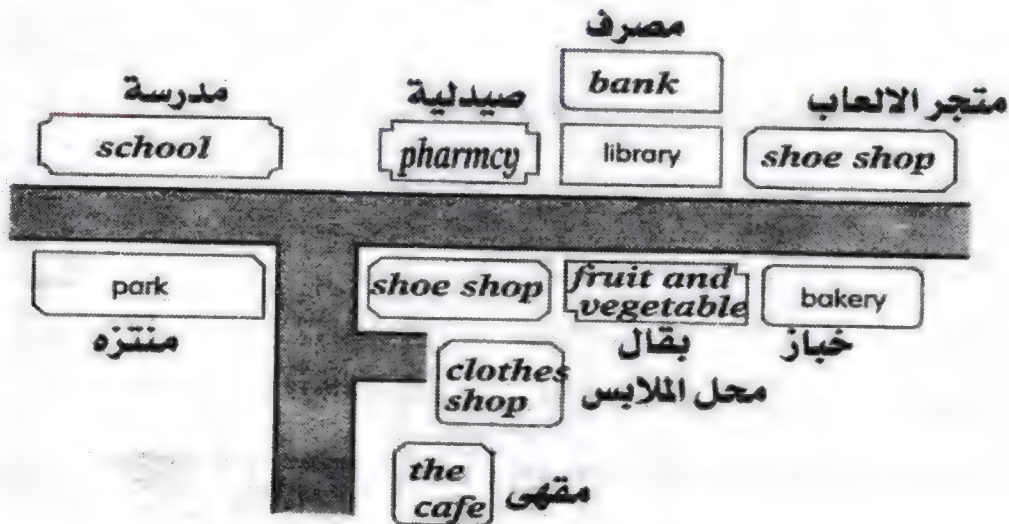 مصرف
bank
مدرسة
school
صيدلية
pharmcy
library
متجر الالعاب
shoe shop
park
منتزه
shoe shop
fruit and
vegetable
بقال
bakery
خباز
clothes
shop
محل الملابس
the
cafe
مقهى